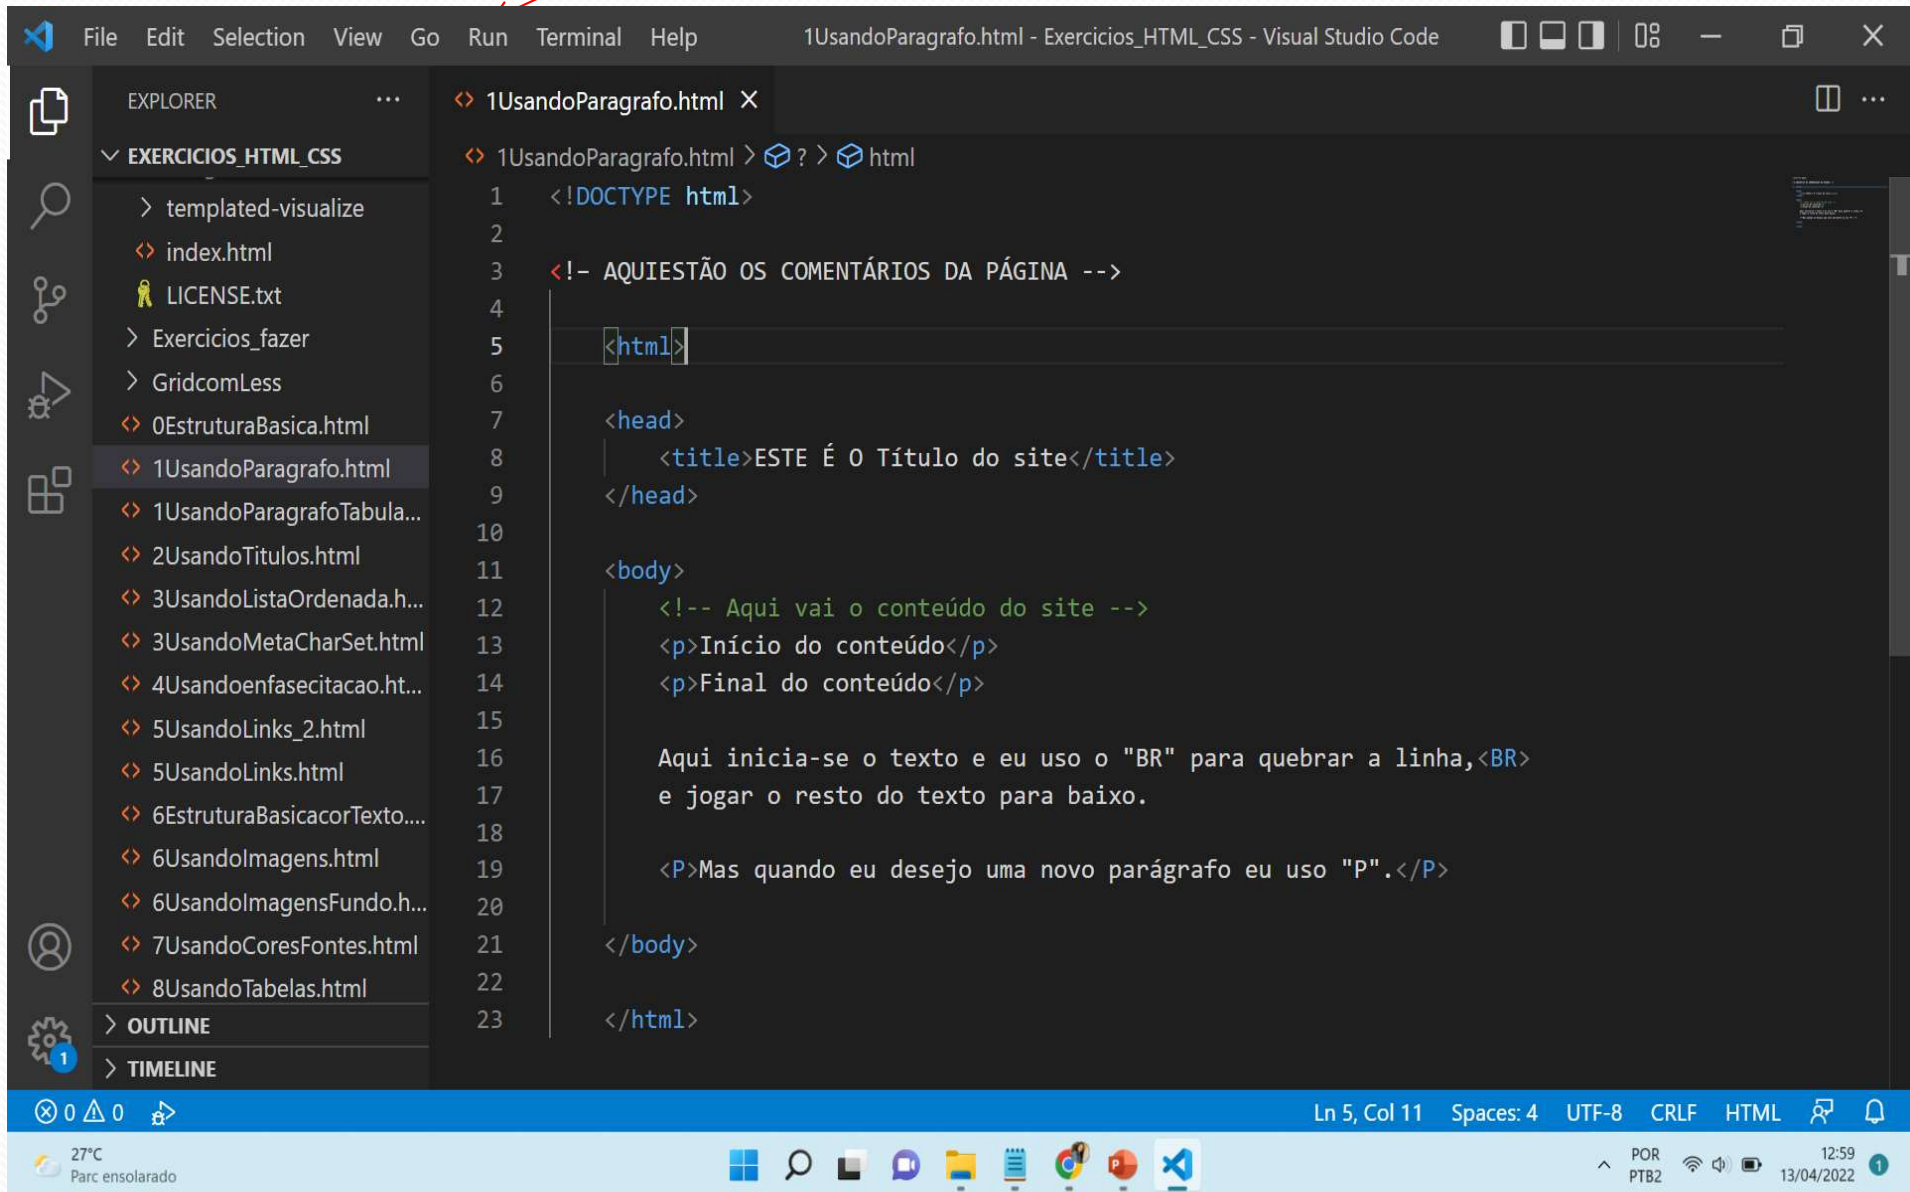 File Edit Selection View Go Run Terminal Help 1UsandoParagrafo.html - Exercicios_HTML_CSS - Visual Studio Code
EXPLORER ···
EXERCICIOS_HTML_CSS
templated-visualize
index.html
LICENSE.txt
Exercicios_fazer
GridcomLess
0EstruturaBasica.html
1UsandoParagrafo.html
1UsandoParagrafoTabula...
2UsandoTitulos.html
3UsandoListaOrdenada.h...
3UsandoMetaCharSet.html
4Usandoenfasecitacao.ht...
5UsandoLinks_2.html
5UsandoLinks.html
6EstruturaBasicacorTexto....
6UsandoImagens.html
6UsandoImagensFundo.h...
7UsandoCoresFontes.html
8UsandoTabelas.html
OUTLINE
TIMELINE
1UsandoParagrafo.html
1UsandoParagrafo.html > ? > html
1 <!DOCTYPE html>
2
3 <!– AQUIESTÃO OS COMENTÁRIOS DA PÁGINA -->
4
5 <html>
6
7 <head>
8 <title>ESTE É O Título do site</title>
9 </head>
10
11 <body>
12 <!-- Aqui vai o conteúdo do site -->
13 <p>Início do conteúdo</p>
14 <p>Final do conteúdo</p>
15
16 Aqui inicia-se o texto e eu uso o "BR" para quebrar a linha,<BR>
17 e jogar o resto do texto para baixo.
18
19 <P>Mas quando eu desejo uma novo parágrafo eu uso "P".</P>
20
21 </body>
22
23 </html>
1
0 0 Ln 5, Col 11 Spaces: 4 UTF-8 CRLF HTML
27°C
Parc ensolarado
POR
PTB2
12:59
13/04/2022
1